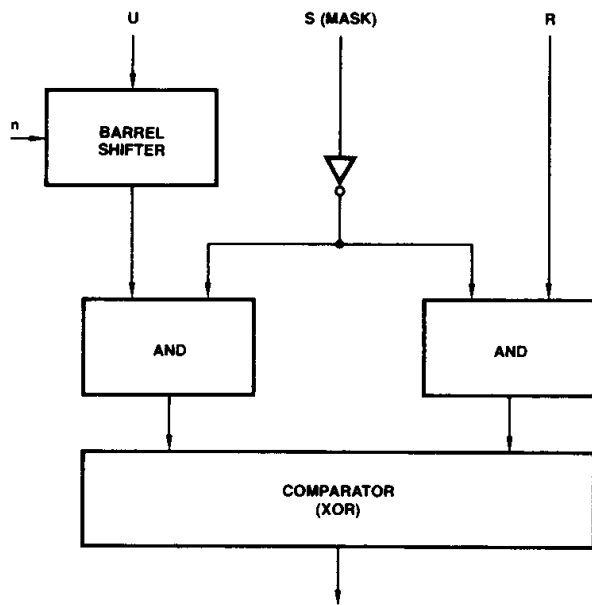 U
S (MASK)
R
n
BARREL
SHIFTER
AND
AND
COMPARATOR
(XOR)